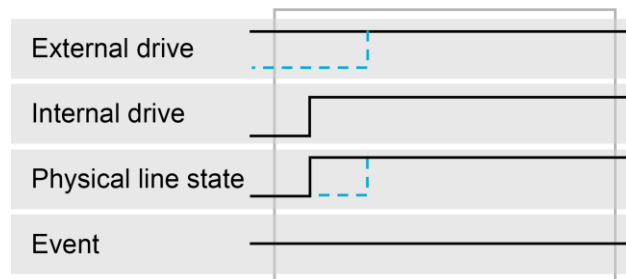 External drive
Internal drive
Physical line state
Event